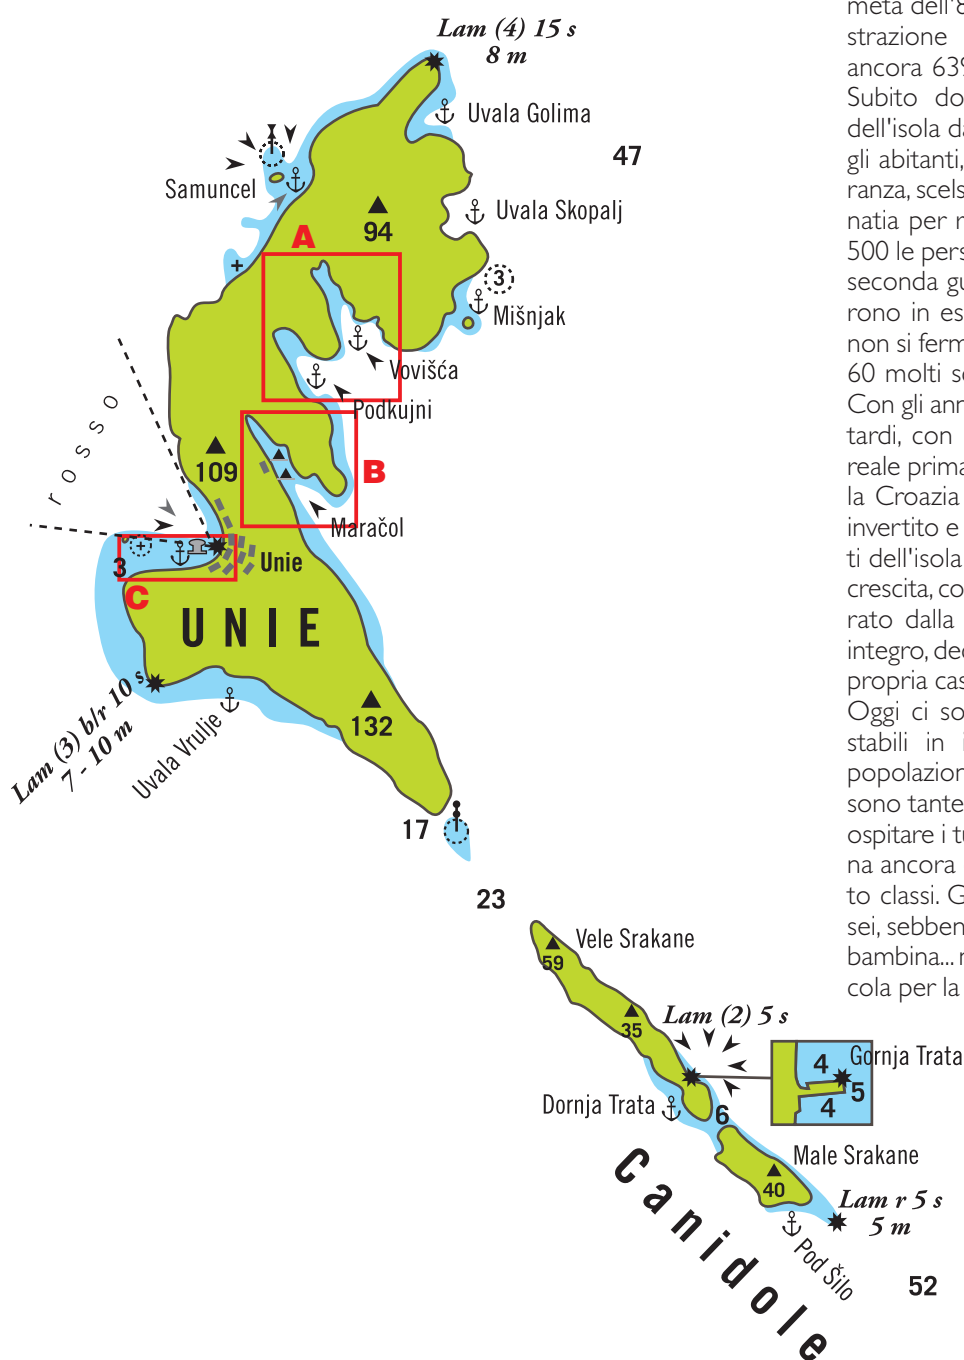 Lam (4) 15 s
8 m
Uvala Golima
47
Samuncel
94
Uvala Skopalj
A
3
Mišnjak
Vovišća
Podkujni
rosso
109
B
Maračol
3
Unie
C
UNIE
Lam (3) b/r 10 s
7 - 10 m
Uvala Vrulje
132
17
23
Vele Srakane
59
35
Lam (2) 5 s
Gornja Trata
4
5
4
Dornja Trata
6
Male Srakane
40
Lam r 5 s
5 m
Pod Šilo
Canidole
52
metà dell'8
strazione
ancora 639
Subito do
dell'isola da
gli abitanti,
ranza, scels
natia per r
500 le pers
seconda gu
rono in es
non si ferm
60 molti se
Con gli ann
tardi, con
reale prima
la Croazia
invertito e
ti dell'isola
crescita, co
rato dalla
integro, dec
propria cas
Oggi ci so
stabili in i
popolazion
sono tante
ospitare i tu
na ancora
to classi. G
sei, sebben
bambina... n
cola per la